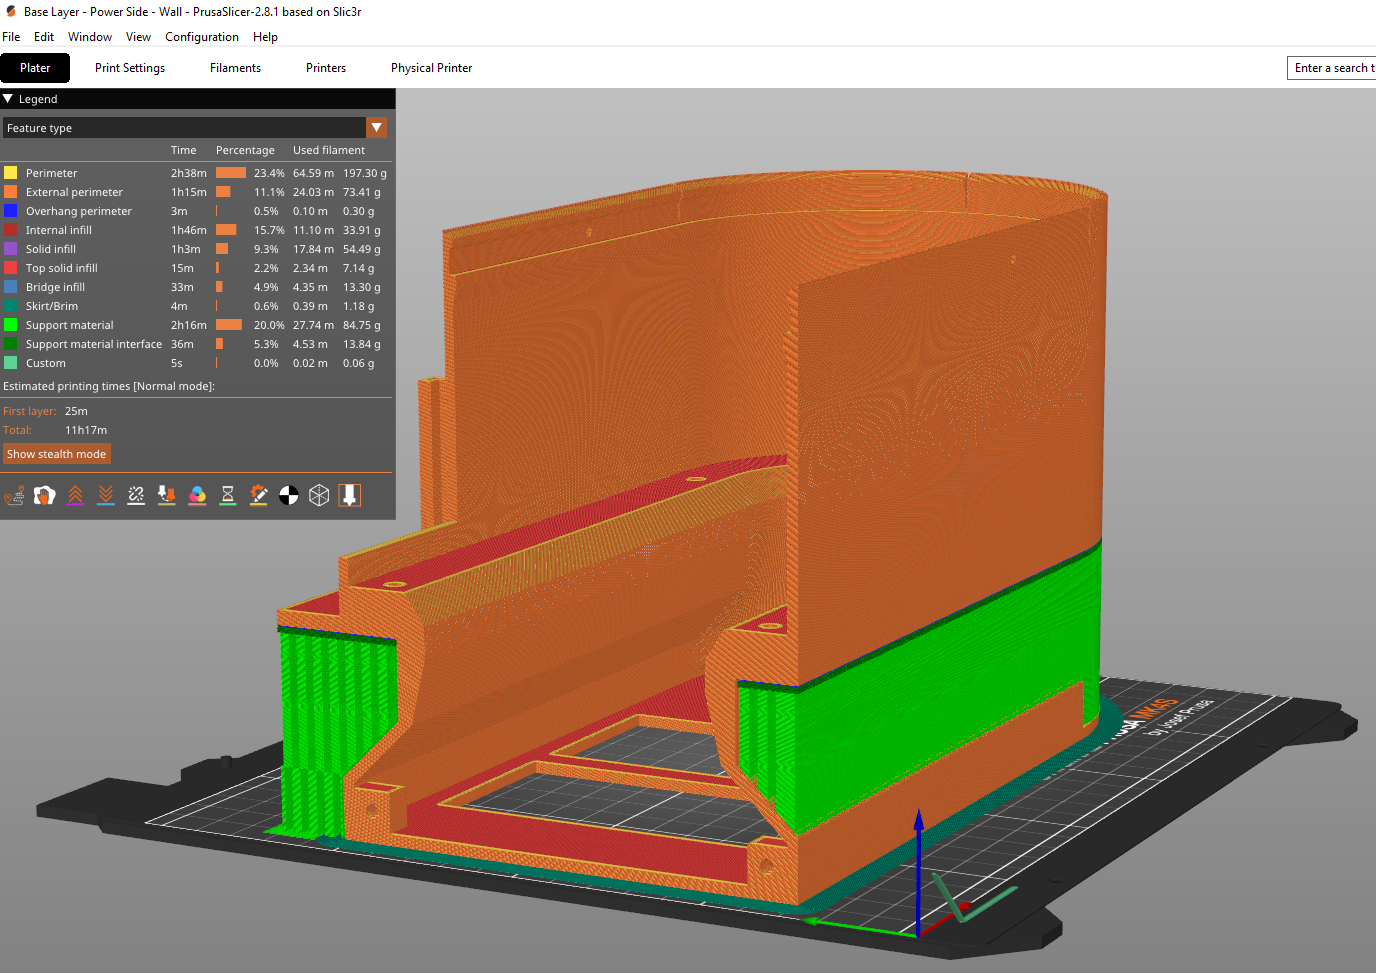 Base Layer - Power Side - Wall - PrusaSlicer-2.8.1 based on Slic3r
File Edit Window View Configuration Help
Plater Print Settings Filaments Printers Physical Printer Enter a search t
Legend
Feature type
Time Percentage Used filament
Perimeter 2h38m 23.4% 64.59 m 197.30 g
External perimeter 1h15m 11.1% 24.03 m 73.41 g
Overhang perimeter 3m 0.5% 0.10 m 0.30 g
Internal infill 1h46m 15.7% 11.10 m 33.91 g
Solid infill 1h3m 9.3% 17.84 m 54.49 g
Top solid infill 15m 2.2% 2.34 m 7.14 g
Bridge infill 33m 4.9% 4.35 m 13.30 g
Skirt/Brim 4m 0.6% 0.39 m 1.18 g
Support material 2h16m 20.0% 27.74 m 84.75 g
Support material interface 36m 5.3% 4.53 m 13.84 g
Custom 5s 0.0% 0.02 m 0.06 g
Estimated printing times [Normal mode]:
First layer: 25m
Total: 11h17m
Show stealth mode
MK4S
by Josef Prusa